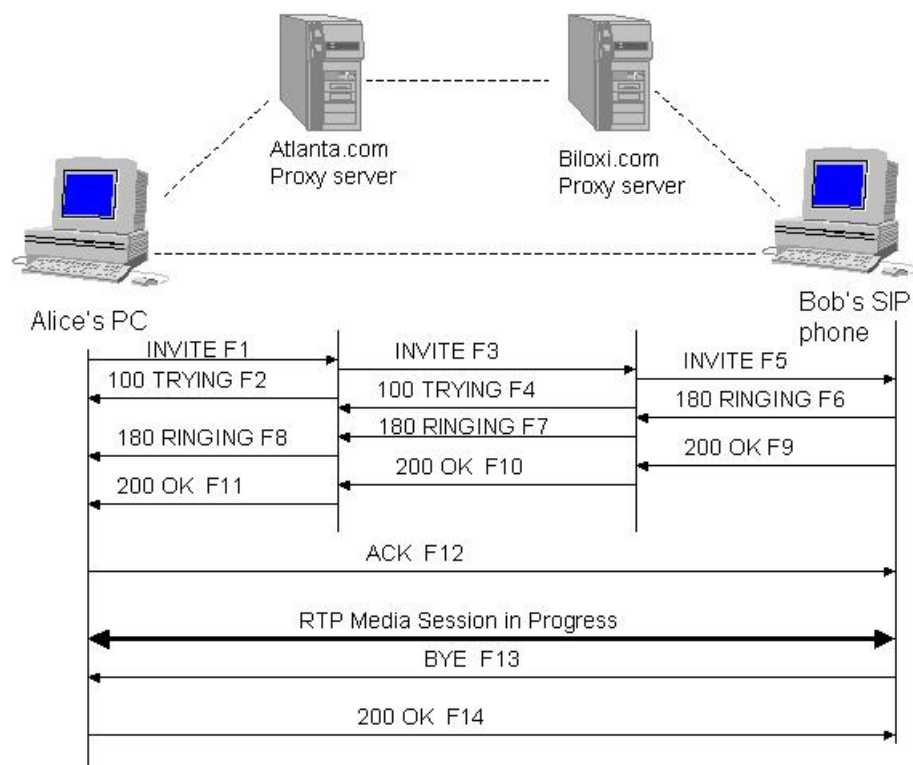 Atlanta.com
Proxy server
Biloxi.com
Proxy server
Alice's PC
Bob's SIP
phone
INVITE F1
INVITE F3
INVITE F5
100 TRYING F2
100 TRYING F4
180 RINGING F6
180 RINGING F8
180 RINGING F7
200 OK F9
200 OK F11
200 OK F10
ACK F12
RTP Media Session in Progress
BYE F13
200 OK F14